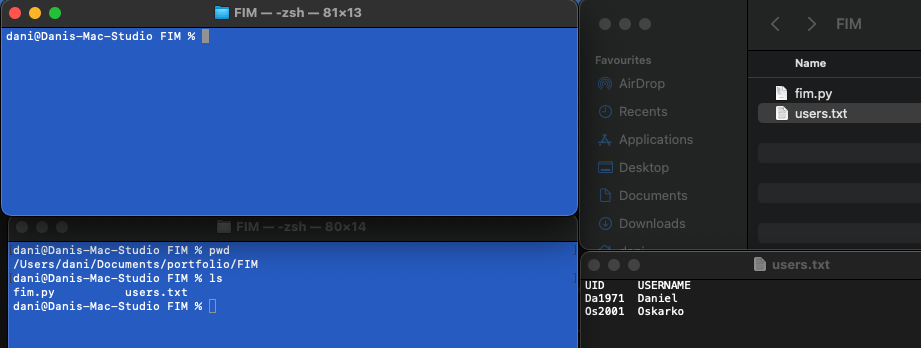 FIM — -zsh — 81×13
dani@Danis-Mac-Studio FIM %
FIM — -zsh — 80×14
dani@Danis-Mac-Studio FIM % pwd
/Users/dani/Documents/portfolio/FIM
dani@Danis-Mac-Studio FIM % ls
fim.py users.txt
dani@Danis-Mac-Studio FIM %
Favourites
AirDrop
Recents
Applications
Desktop
Documents
Downloads
FIM
Name
fim.py
users.txt
users.txt
UID USERNAME
Da1971 Daniel
Os2001 Oskarko